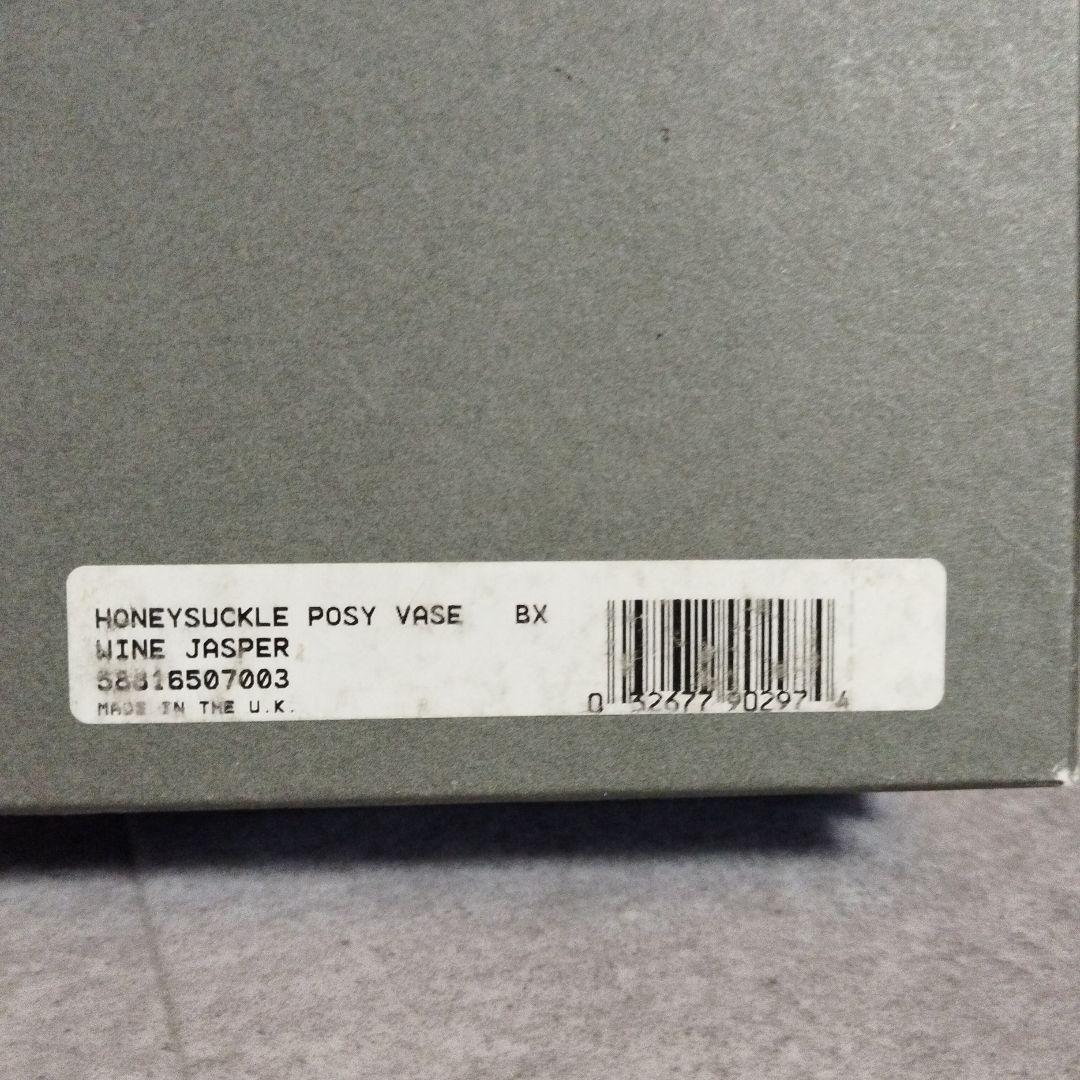 HONEYSUCKLE POSY VASE BX
WINE JASPER
58816507003
MADE IN THE U.K.
0 32677 90297 4